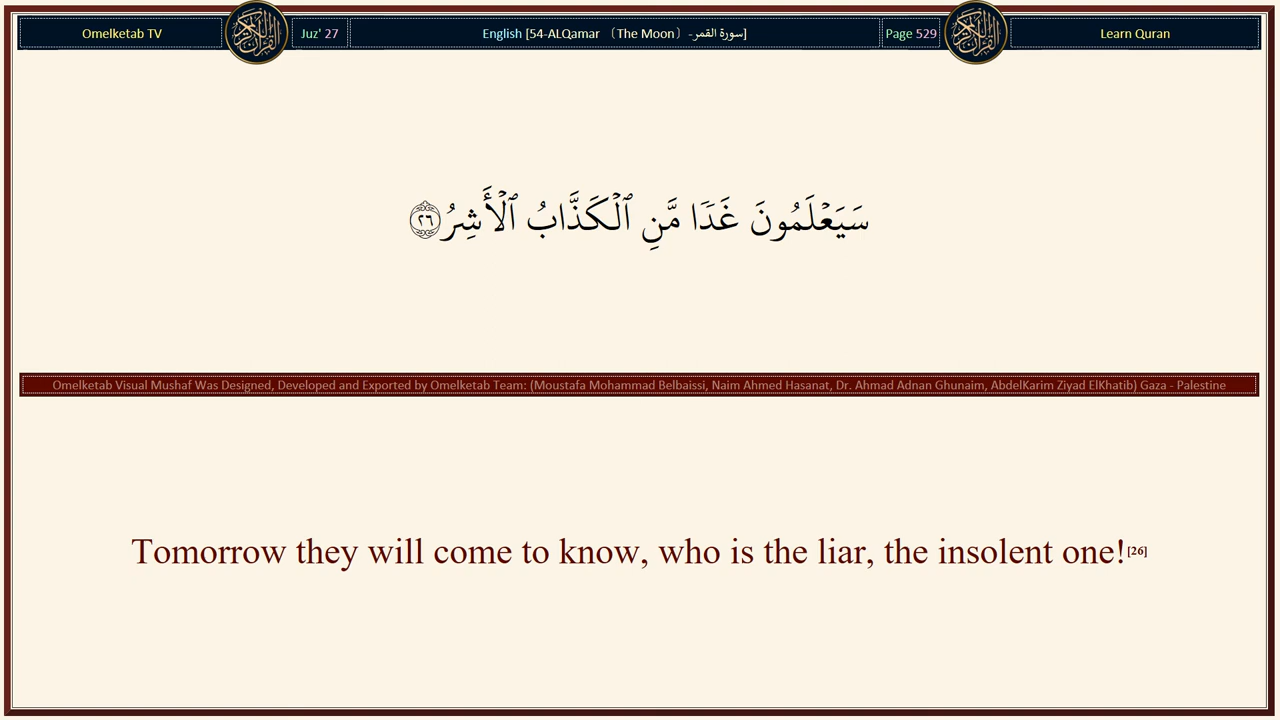 Omelketab TV
Juz' 27
English [54-ALQamar （The Moon） -سورة القمر]
Page 529
Learn Quran
سَيَعْلَمُونَ غَدًا مَّنِ ٱلْكَذَّابُ ٱلْأَشِرُ ٢٦
Omelketab Visual Mushaf Was Designed, Developed and Exported by Omelketab Team: (Moustafa Mohammad Belbaissi, Naim Ahmed Hasanat, Dr. Ahmad Adnan Ghunaim, AbdelKarim Ziyad ElKhatib) Gaza - Palestine
Tomorrow they will come to know, who is the liar, the insolent one![26]